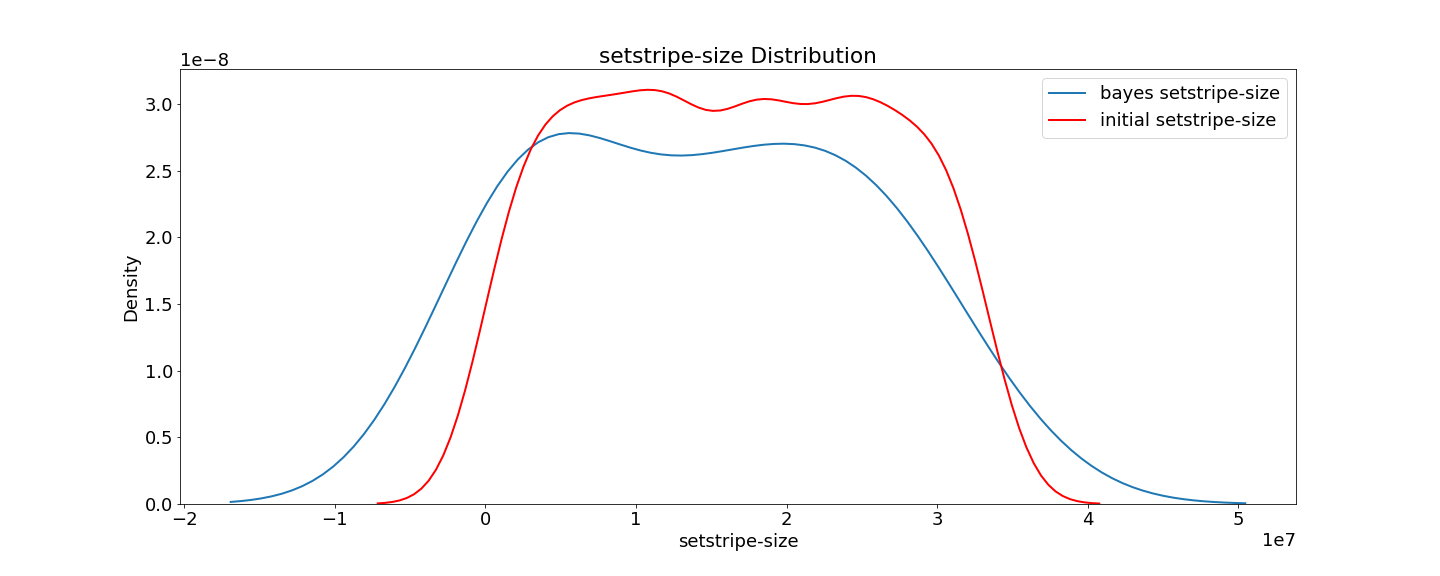 setstripe-size Distribution
1e−8
bayes setstripe-size
initial setstripe-size
3.0
2.5
2.0
1.5
1.0
0.5
0.0
Density
−2
−1
0
1
2
3
4
5
setstripe-size
1e7